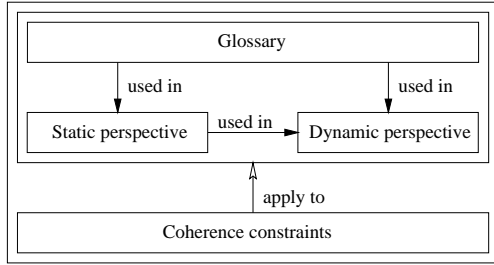 Glossary
used in
used in
Static perspective
used in
Dynamic perspective
apply to
Coherence constraints